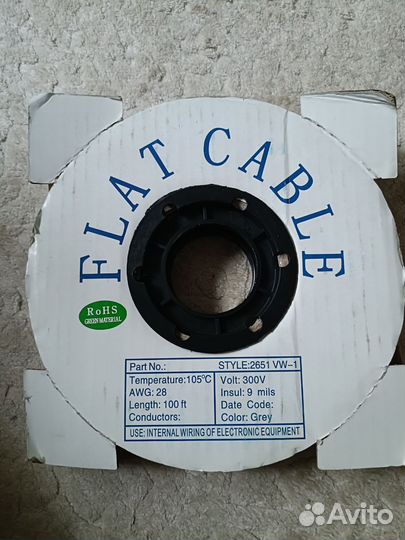 FLAT CABLE
RoHS
GREEN MATERIAL
Part No.: STYLE:2651 VW-1
Temperature:105°C Volt: 300V
AWG: 28 Insul: 9 mils
Length: 100 ft Date Code:
Conductors: Color: Grey
USE: INTERNAL WIRING OF ELECTRONIC EQUIPMENT
Avito